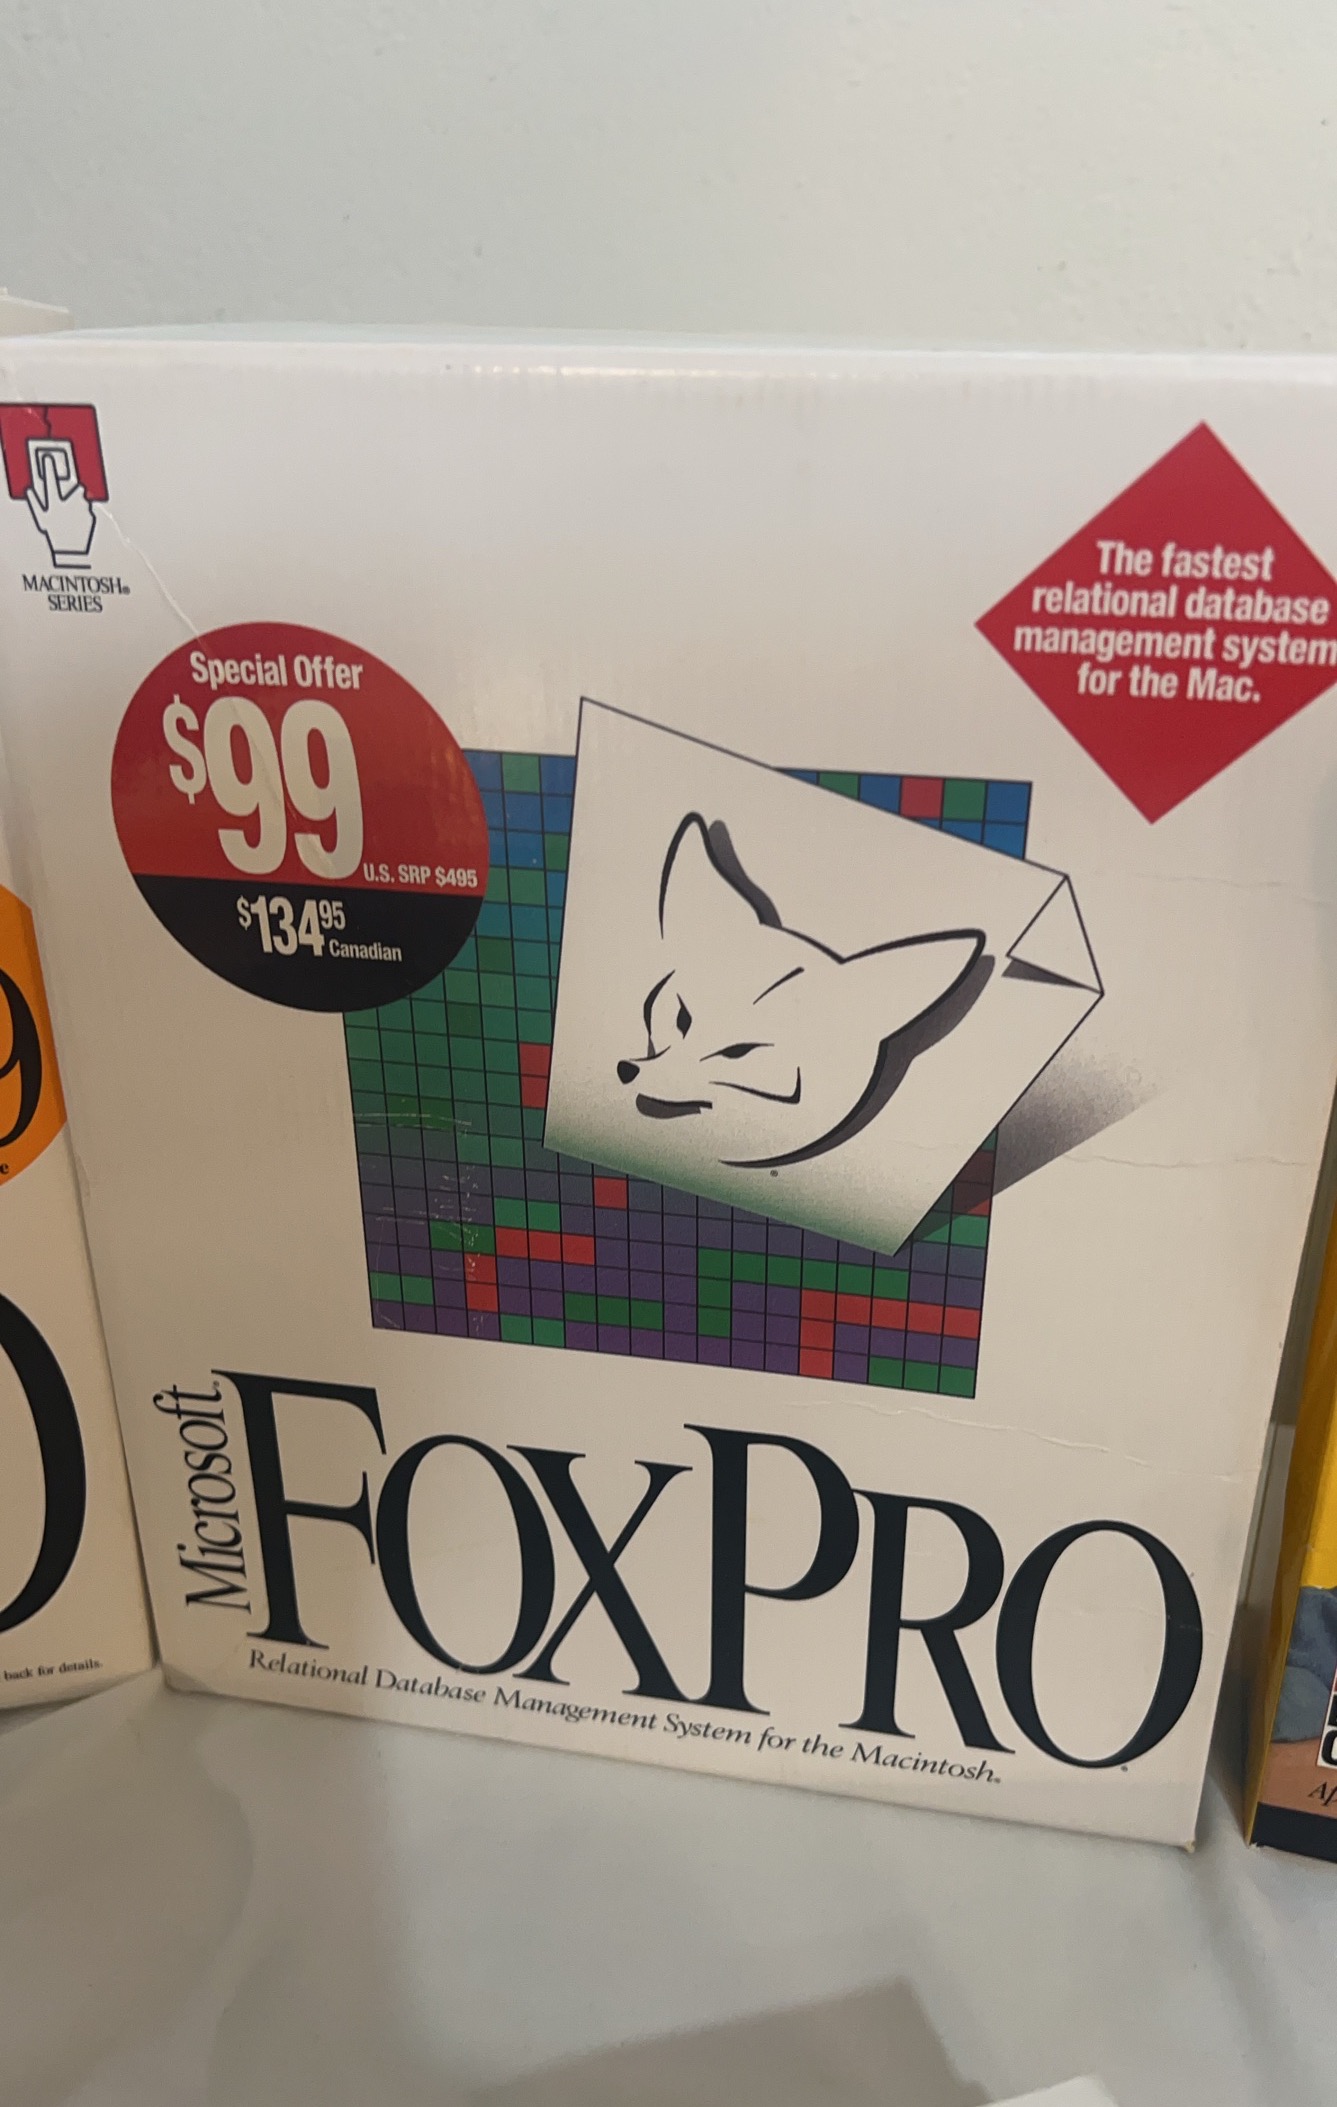 MACINTOSH®
SERIES
The fastest
relational database
management system
for the Mac.
Special Offer
$99
U.S. SRP $495
$134.95
Canadian
Microsoft®
FOXPRO®
Relational Database Management System for the Macintosh®
back for details.